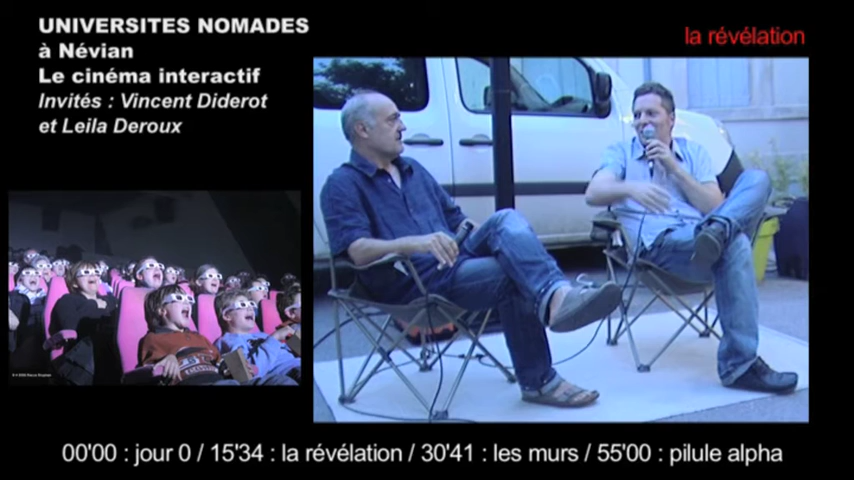 UNIVERSITES NOMADES
à Névian
Le cinéma interactif
Invités : Vincent Diderot
et Leila Deroux
la révélation
00'00 : jour 0 / 15'34 : la révélation / 30'41 : les murs / 55'00 : pilule alpha